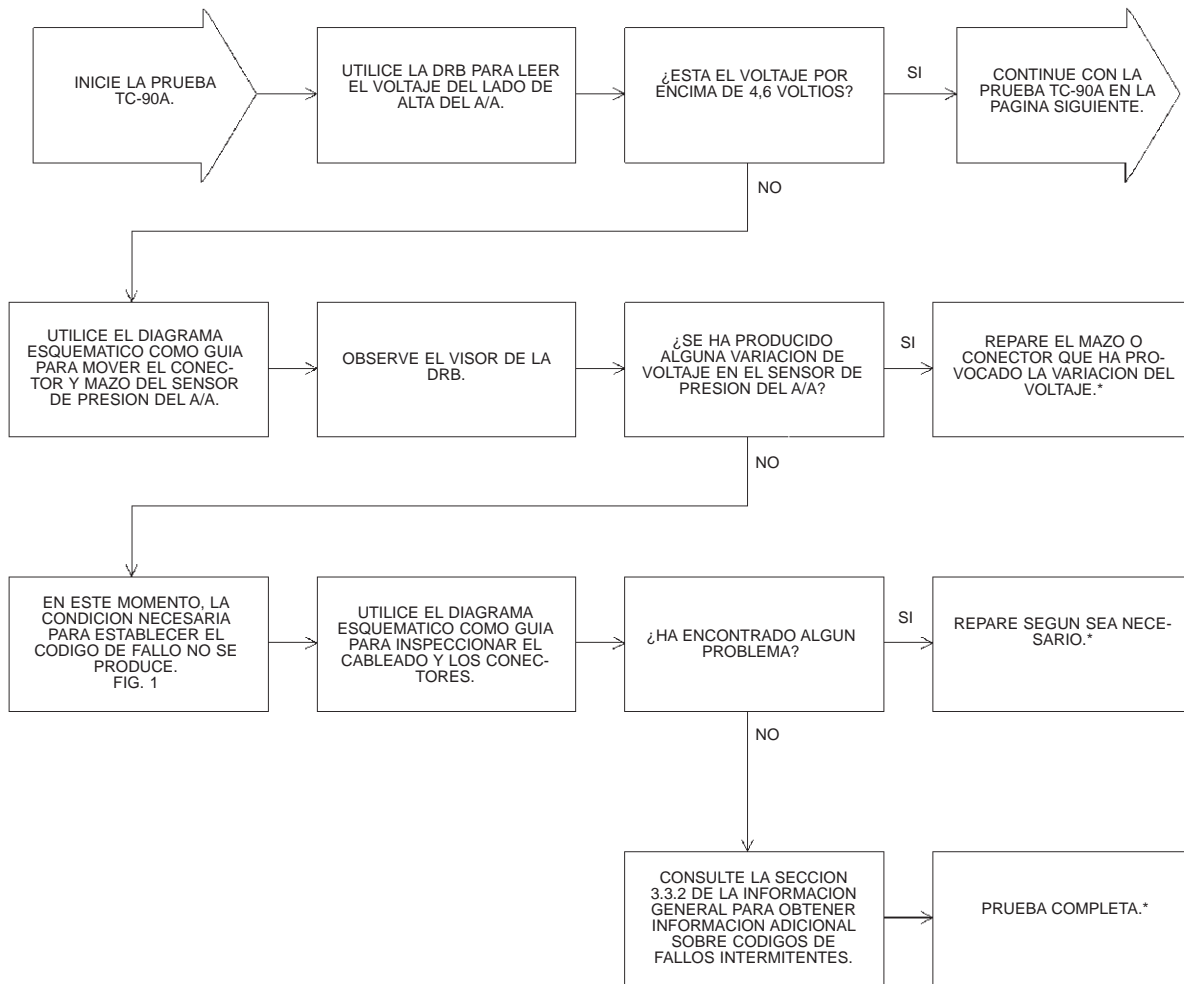 INICIE LA PRUEBA
TC-90A.
UTILICE LA DRB PARA LEER
EL VOLTAJE DEL LADO DE
ALTA DEL A/A.
¿ESTA EL VOLTAJE POR
ENCIMA DE 4,6 VOLTIOS?
SI
CONTINUE CON LA
PRUEBA TC-90A EN LA
PAGINA SIGUIENTE.
NO
UTILICE EL DIAGRAMA
ESQUEMATICO COMO GUIA
PARA MOVER EL CONEC-
TOR Y MAZO DEL SENSOR
DE PRESION DEL A/A.
OBSERVE EL VISOR DE LA
DRB.
¿SE HA PRODUCIDO
ALGUNA VARIACION DE
VOLTAJE EN EL SENSOR DE
PRESION DEL A/A?
SI
REPARE EL MAZO O
CONECTOR QUE HA PRO-
VOCADO LA VARIACION DEL
VOLTAJE.*
NO
EN ESTE MOMENTO, LA
CONDICION NECESARIA
PARA ESTABLECER EL
CODIGO DE FALLO NO SE
PRODUCE.
FIG. 1
UTILICE EL DIAGRAMA
ESQUEMATICO COMO GUIA
PARA INSPECCIONAR EL
CABLEADO Y LOS CONEC-
TORES.
¿HA ENCONTRADO ALGUN
PROBLEMA?
SI
REPARE SEGUN SEA NECE-
SARIO.*
NO
CONSULTE LA SECCION
3.3.2 DE LA INFORMACION
GENERAL PARA OBTENER
INFORMACION ADICIONAL
SOBRE CODIGOS DE
FALLOS INTERMITENTES.
PRUEBA COMPLETA.*